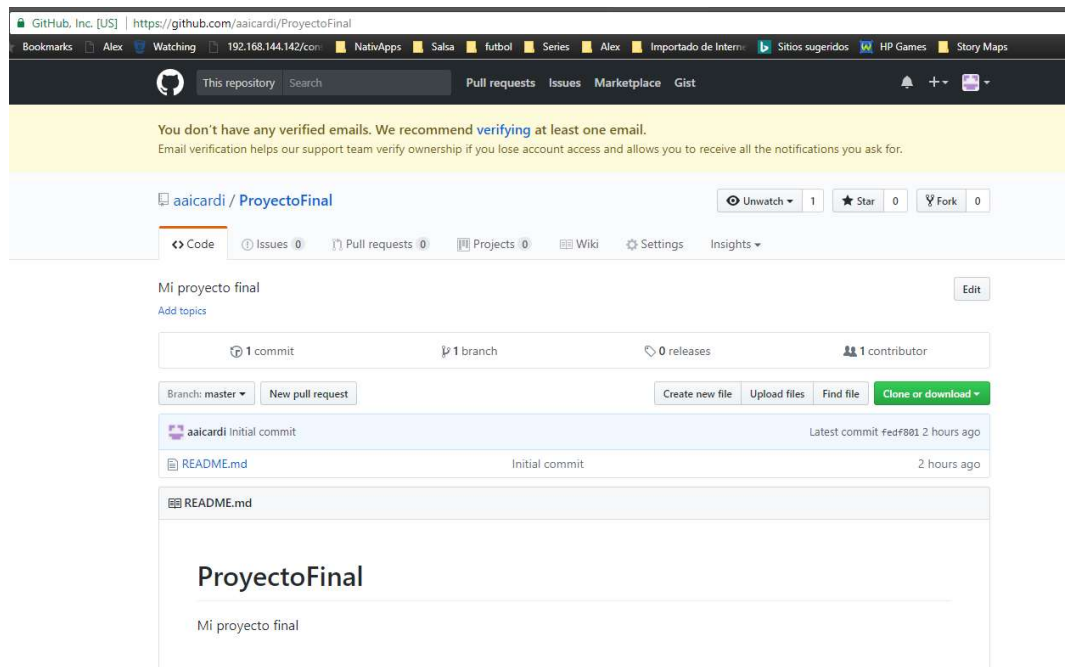 GitHub, Inc. [US] | https://github.com/aaicardi/ProyectoFinal
Bookmarks Alex Watching 192.168.144.142/con NativApps Salsa futbol Series Alex Importado de Interne Sitios sugeridos HP Games Story Maps
This repository Search Pull requests Issues Marketplace Gist
You don't have any verified emails. We recommend verifying at least one email.
Email verification helps our support team verify ownership if you lose account access and allows you to receive all the notifications you ask for.
aaicardi / ProyectoFinal Unwatch 1 Star 0 Fork 0
Code Issues 0 Pull requests 0 Projects 0 Wiki Settings Insights
Mi proyecto final Edit
Add topics
1 commit 1 branch 0 releases 1 contributor
Branch: master New pull request Create new file Upload files Find file Clone or download
aaicardi Initial commit Latest commit fedf801 2 hours ago
README.md Initial commit 2 hours ago
README.md
ProyectoFinal
Mi proyecto final